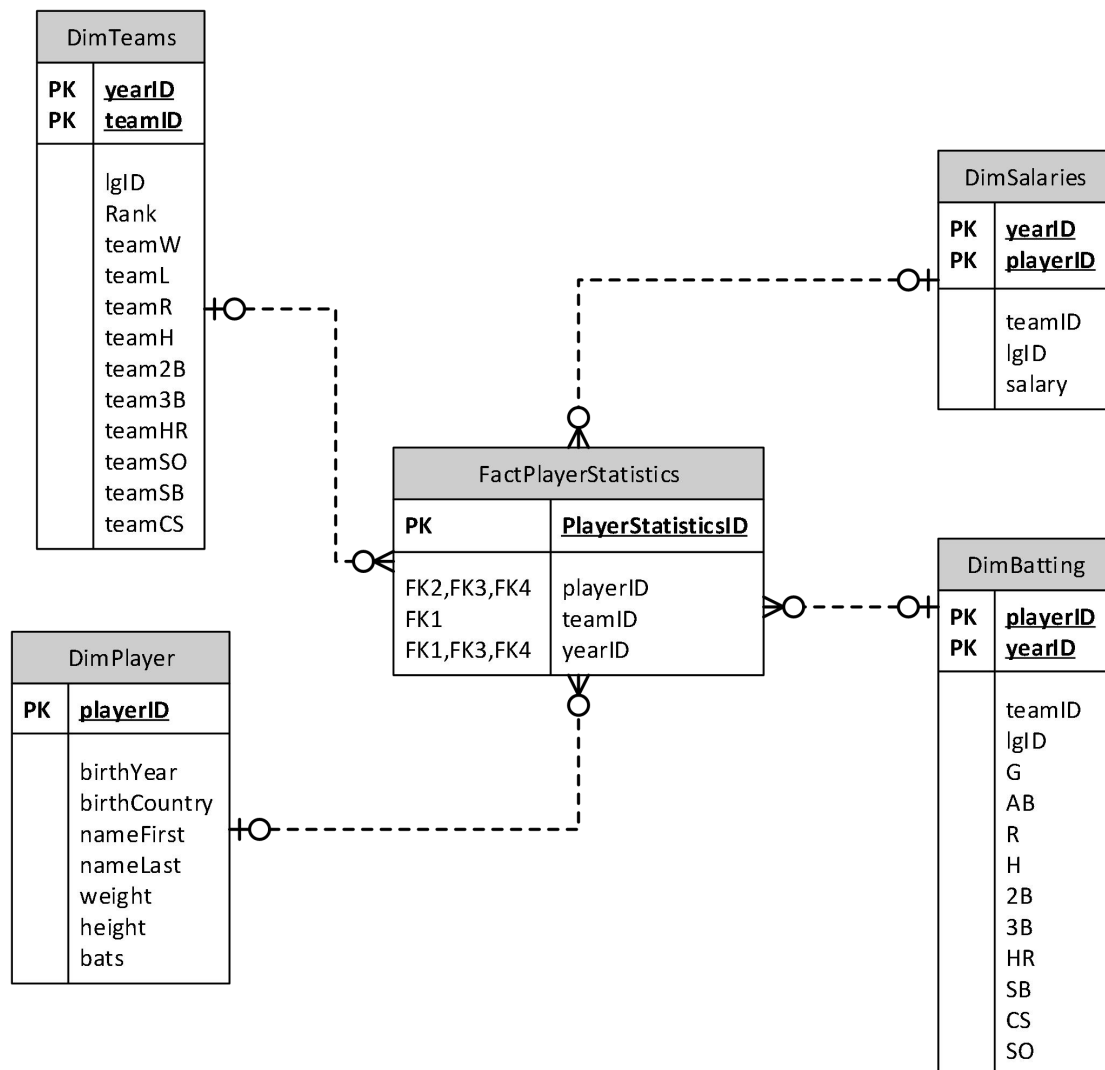 DimTeams
PK yearID
PK teamID
lgID
Rank
teamW
teamL
teamR
teamH
team2B
team3B
teamHR
teamSO
teamSB
teamCS
DimSalaries
PK yearID
PK playerID
teamID
lgID
salary
FactPlayerStatistics
PK PlayerStatisticsID
FK2,FK3,FK4 playerID
FK1 teamID
FK1,FK3,FK4 yearID
DimPlayer
PK playerID
birthYear
birthCountry
nameFirst
nameLast
weight
height
bats
DimBatting
PK playerID
PK yearID
teamID
lgID
G
AB
R
H
2B
3B
HR
SB
CS
SO